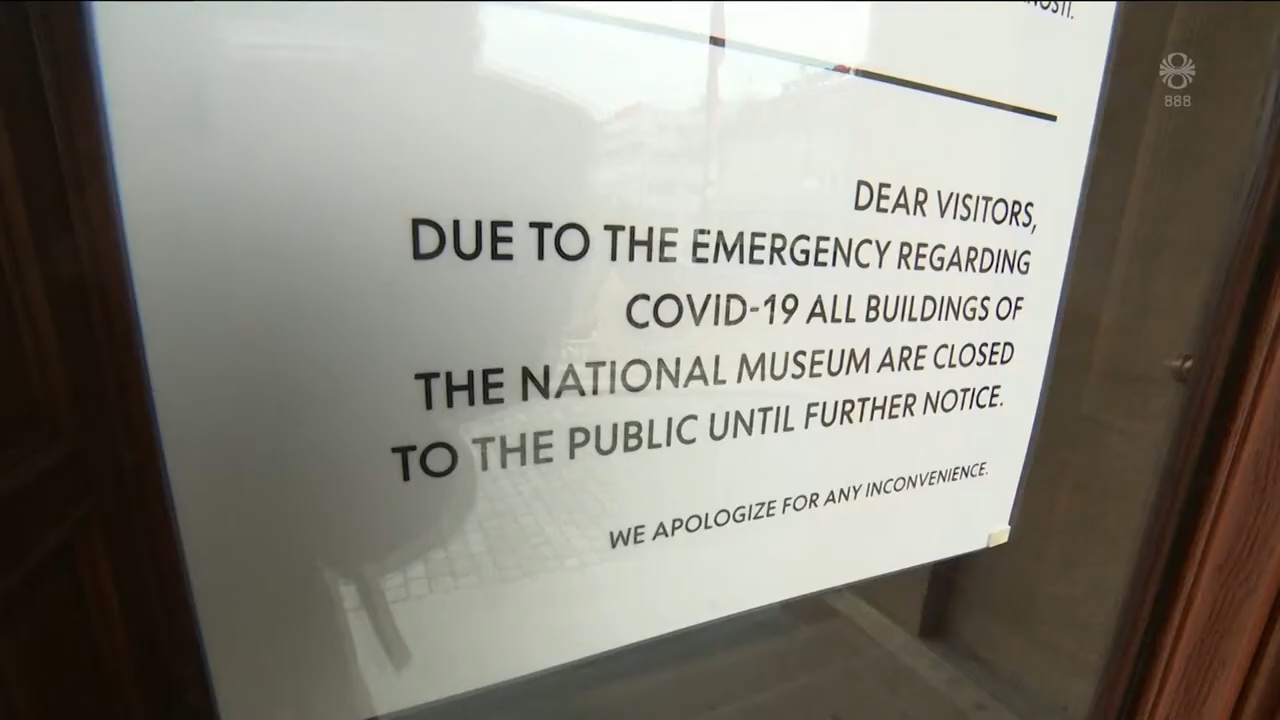 888
DEAR VISITORS,
DUE TO THE EMERGENCY REGARDING
COVID-19 ALL BUILDINGS OF
THE NATIONAL MUSEUM ARE CLOSED
TO THE PUBLIC UNTIL FURTHER NOTICE.
WE APOLOGIZE FOR ANY INCONVENIENCE.